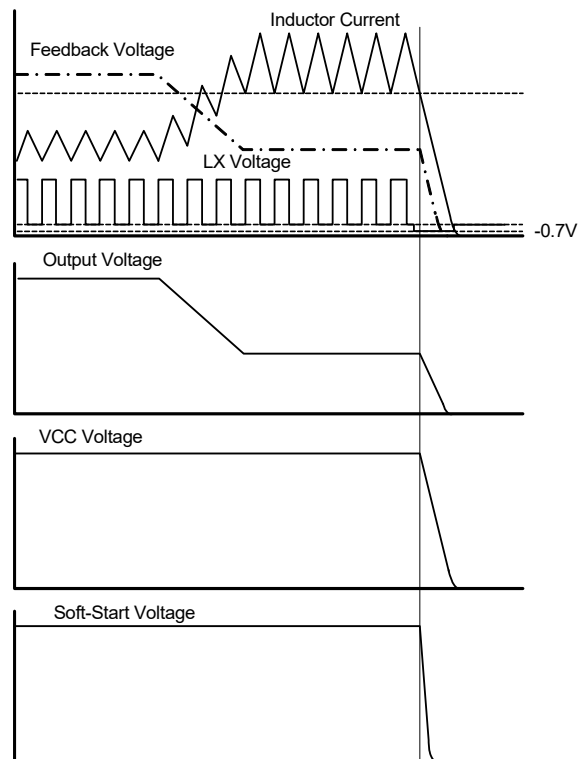 Inductor Current
Feedback Voltage
LX Voltage
-0.7V
Output Voltage
VCC Voltage
Soft-Start Voltage